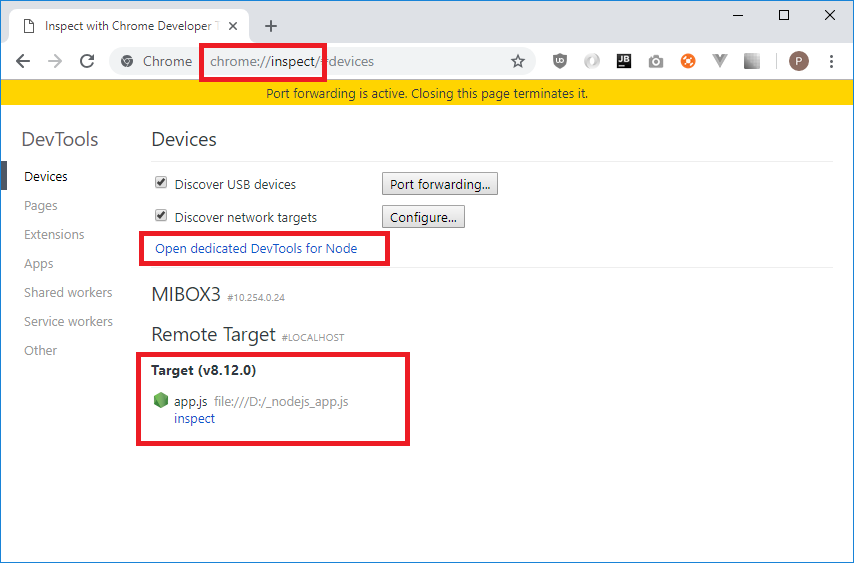 Inspect with Chrome Developer T
Chrome chrome://inspect/#devices
UD
JB
P
Port forwarding is active. Closing this page terminates it.
DevTools
Devices
Pages
Extensions
Apps
Shared workers
Service workers
Other
Devices
Discover USB devices Port forwarding...
Discover network targets Configure...
Open dedicated DevTools for Node
MIBOX3 #10.254.0.24
Remote Target #LOCALHOST
Target (v8.12.0)
app.js file:///D:/_nodejs_app.js
inspect